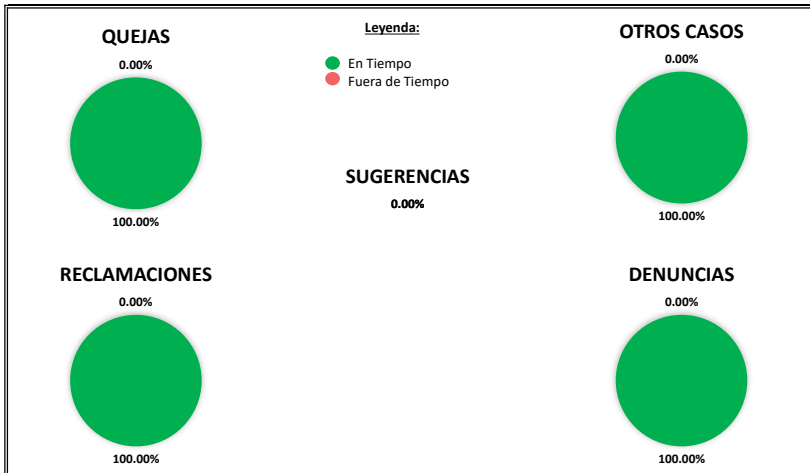 QUEJAS
0.00%
100.00%
Leyenda:
En Tiempo
Fuera de Tiempo
OTROS CASOS
0.00%
100.00%
SUGERENCIAS
0.00%
RECLAMACIONES
0.00%
100.00%
DENUNCIAS
0.00%
100.00%